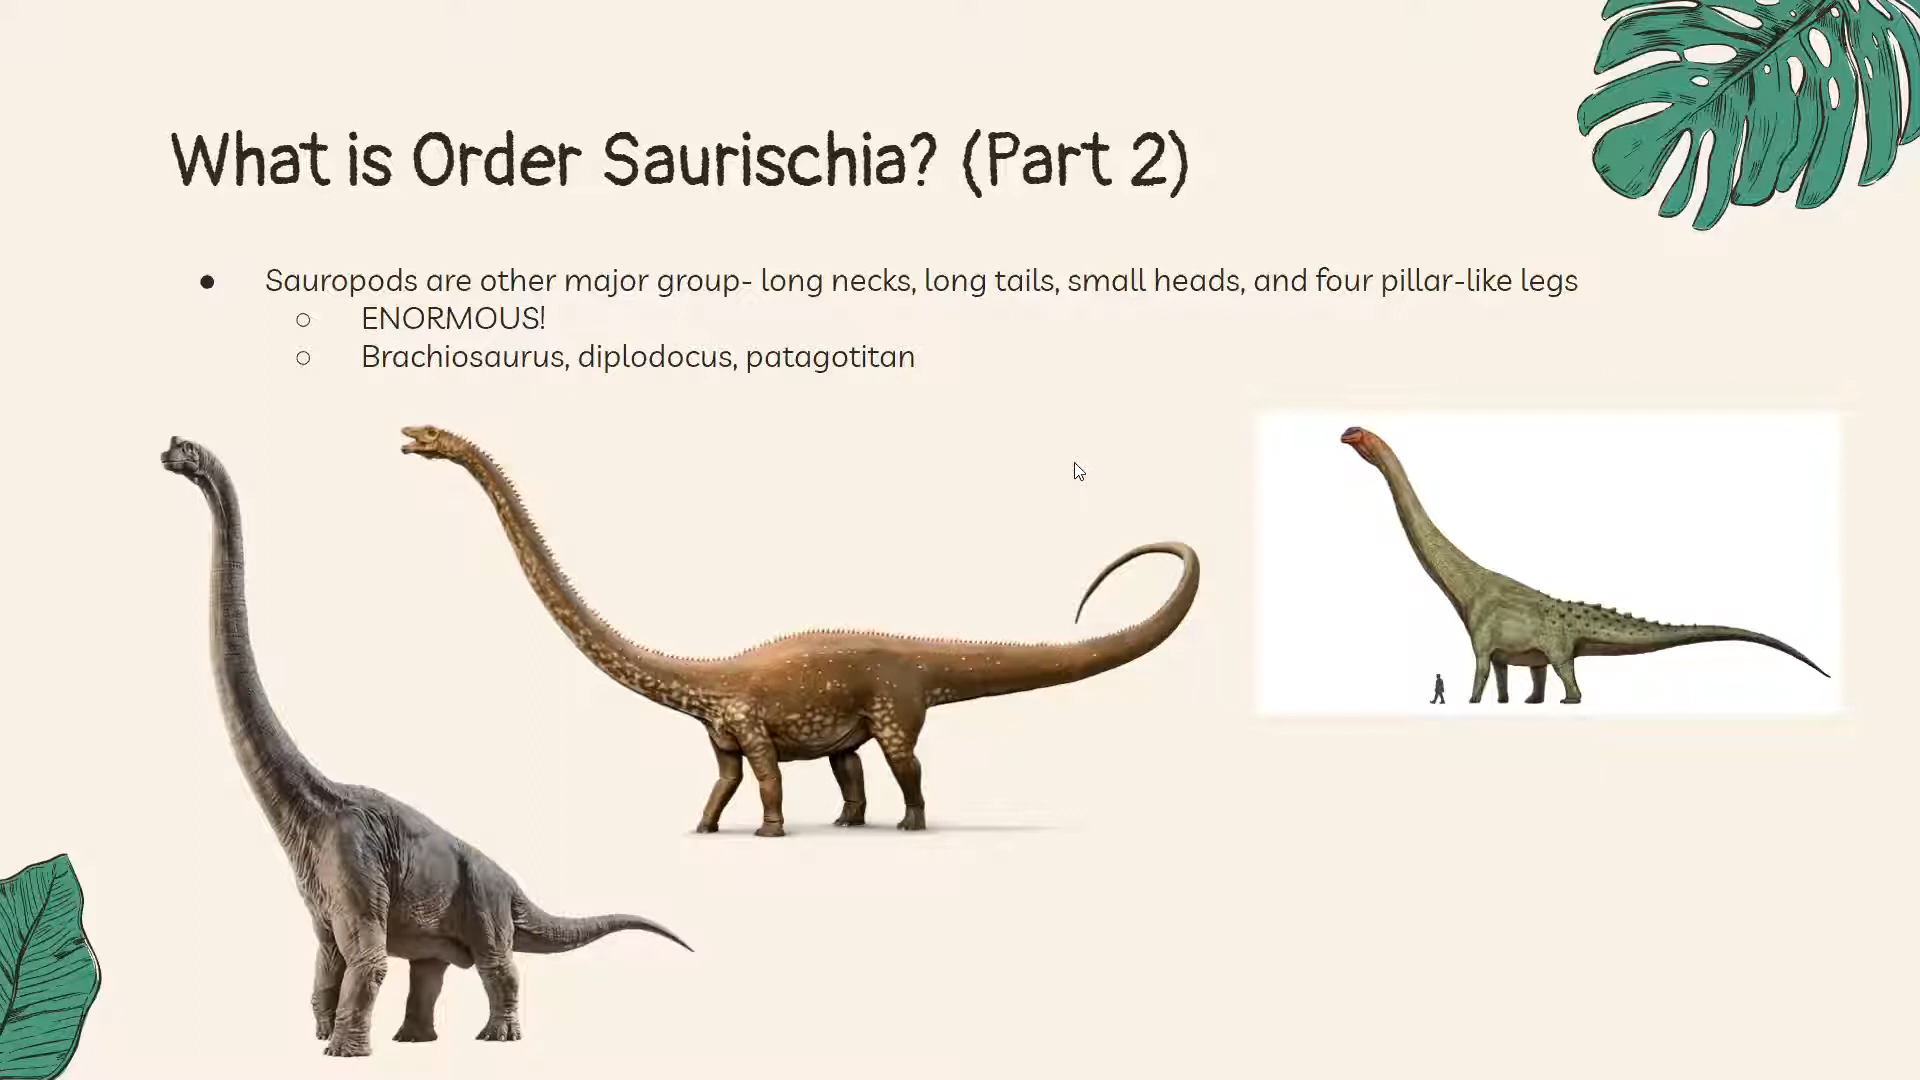 What is Order Saurischia? (Part 2)
● Sauropods are other major group- long necks, long tails, small heads, and four pillar-like legs
○ ENORMOUS!
○ Brachiosaurus, diplodocus, patagotitan